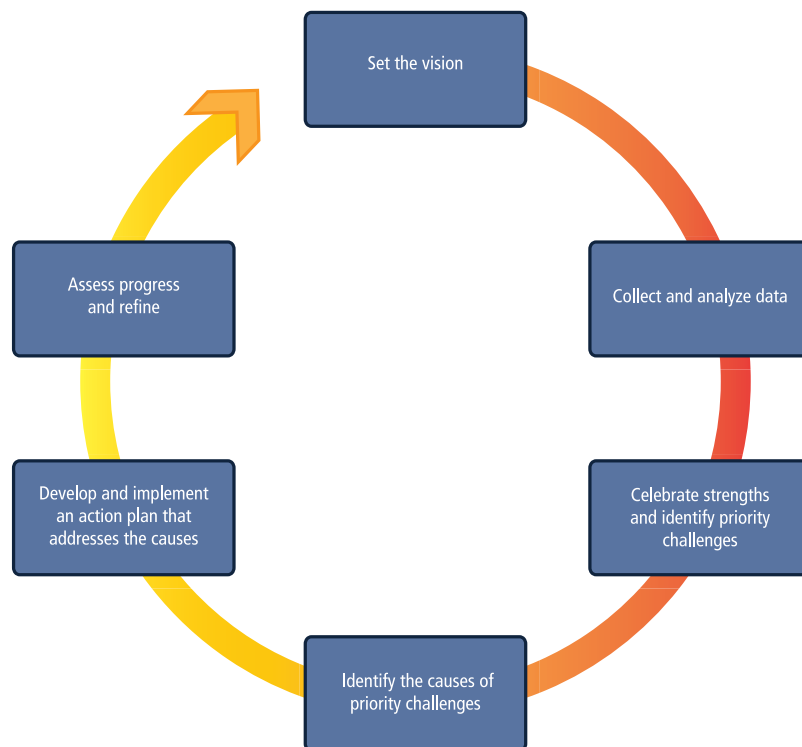 Set the vision
Collect and analyze data
Celebrate strengths
and identify priority
challenges
Identify the causes of
priority challenges
Develop and implement
an action plan that
addresses the causes
Assess progress
and refine